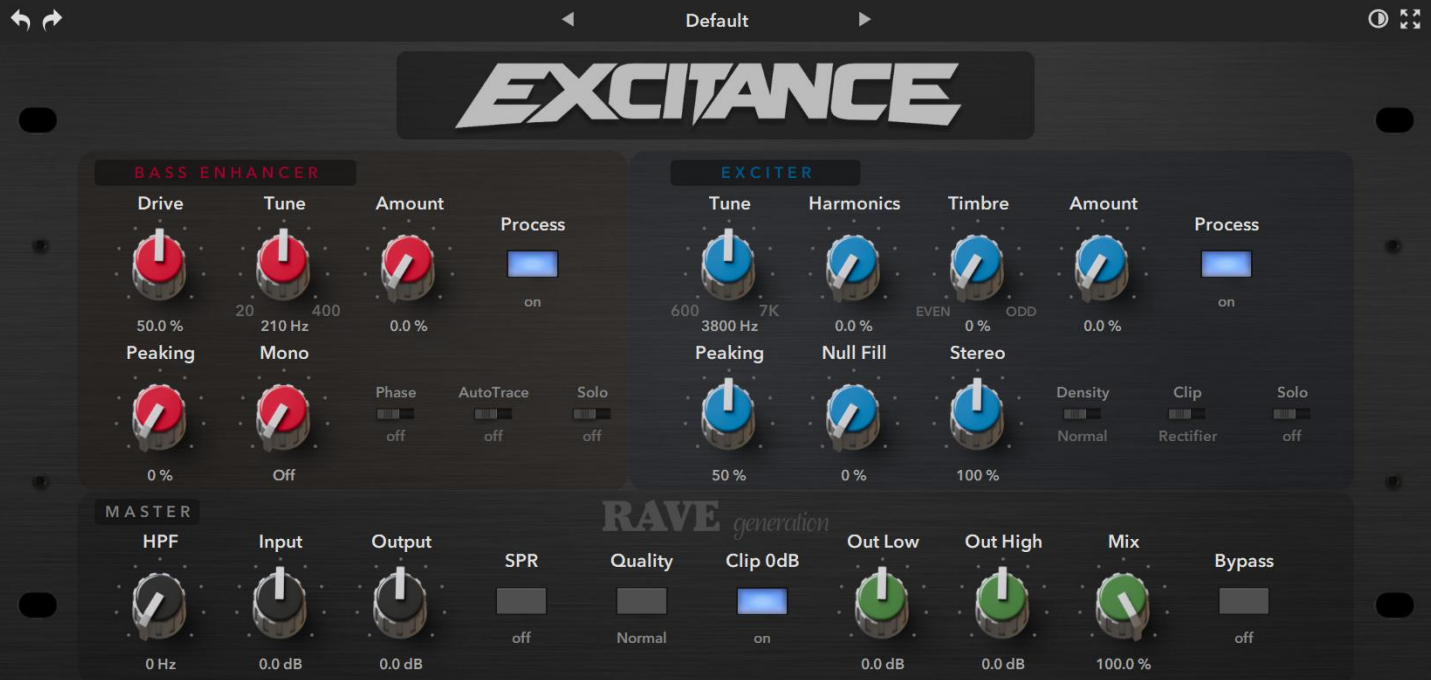 Default
EXCITANCE
BASS ENHANCER
Drive Tune Amount Process
20 400
50.0 % 210 Hz 0.0 % on
Peaking Mono Phase AutoTrace Solo
off off off
0 % Off
EXCITER
Tune Harmonics Timbre Amount Process
600 7K EVEN ODD
3800 Hz 0.0 % 0 % 0.0 % on
Peaking Null Fill Stereo Density Clip Solo
Normal Rectifier off
50 % 0 % 100 %
MASTER
RAVE generation
HPF Input Output SPR Quality Clip 0dB Out Low Out High Mix Bypass
off Normal on off
0 Hz 0.0 dB 0.0 dB 0.0 dB 0.0 dB 100.0 %